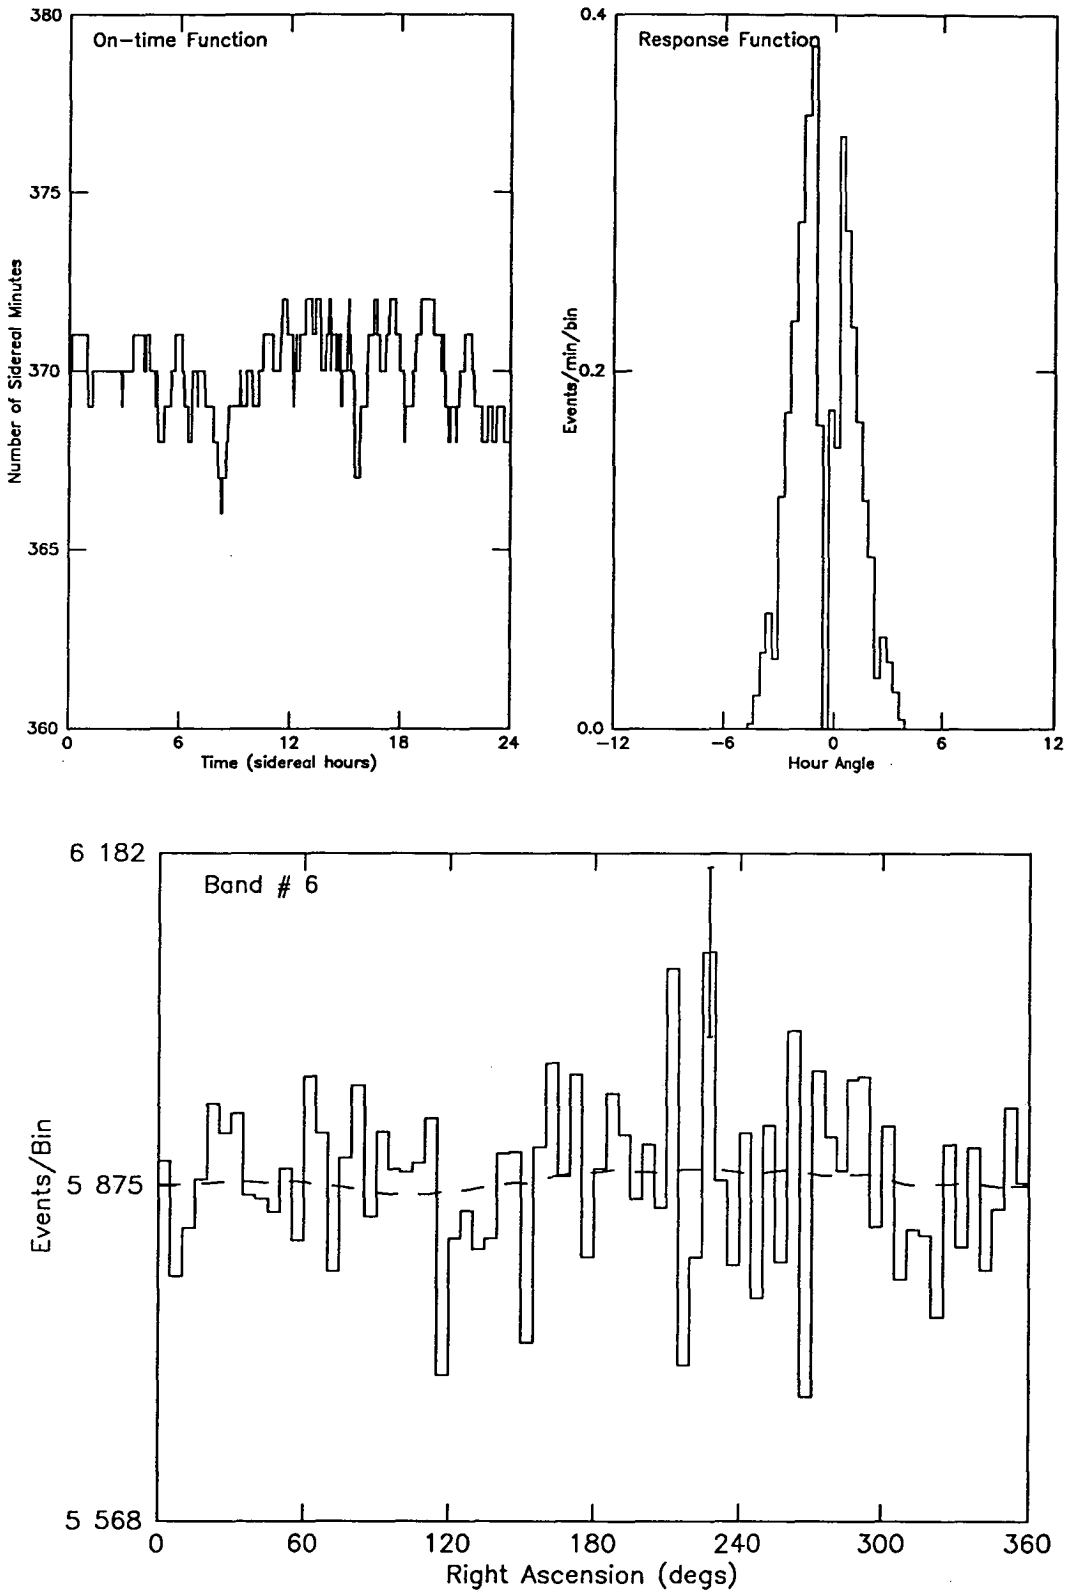 380
On-time Function
375
370
365
360
Number of Sidereal Minutes
0 6 12 18 24
Time (sidereal hours)
0.4
Response Function
0.2
0.0
Events/min/bin
-12 -6 0 6 12
Hour Angle
6 182
Band # 6
5 875
5 568
Events/Bin
0 60 120 180 240 300 360
Right Ascension (degs)